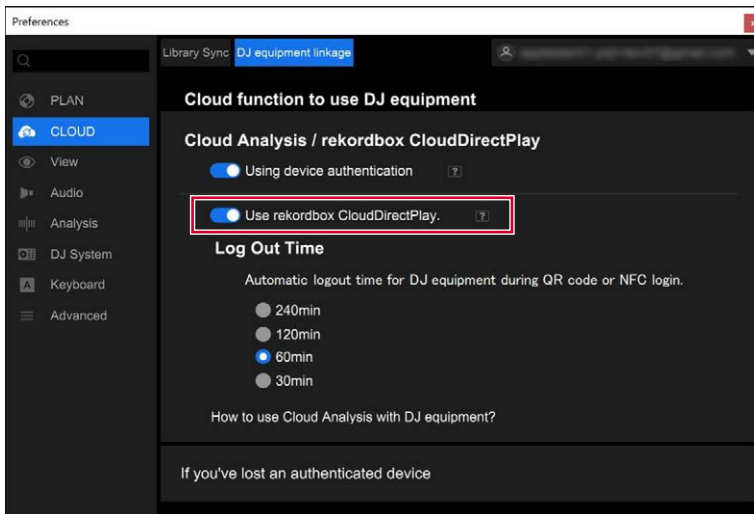 Preferences
Library Sync DJ equipment linkage
PLAN
CLOUD
View
Audio
Analysis
DJ System
Keyboard
Advanced
Cloud function to use DJ equipment
Cloud Analysis / rekordbox CloudDirectPlay
Using device authentication ?
Use rekordbox CloudDirectPlay. ?
Log Out Time
Automatic logout time for DJ equipment during QR code or NFC login.
240min
120min
60min
30min
How to use Cloud Analysis with DJ equipment?
If you've lost an authenticated device